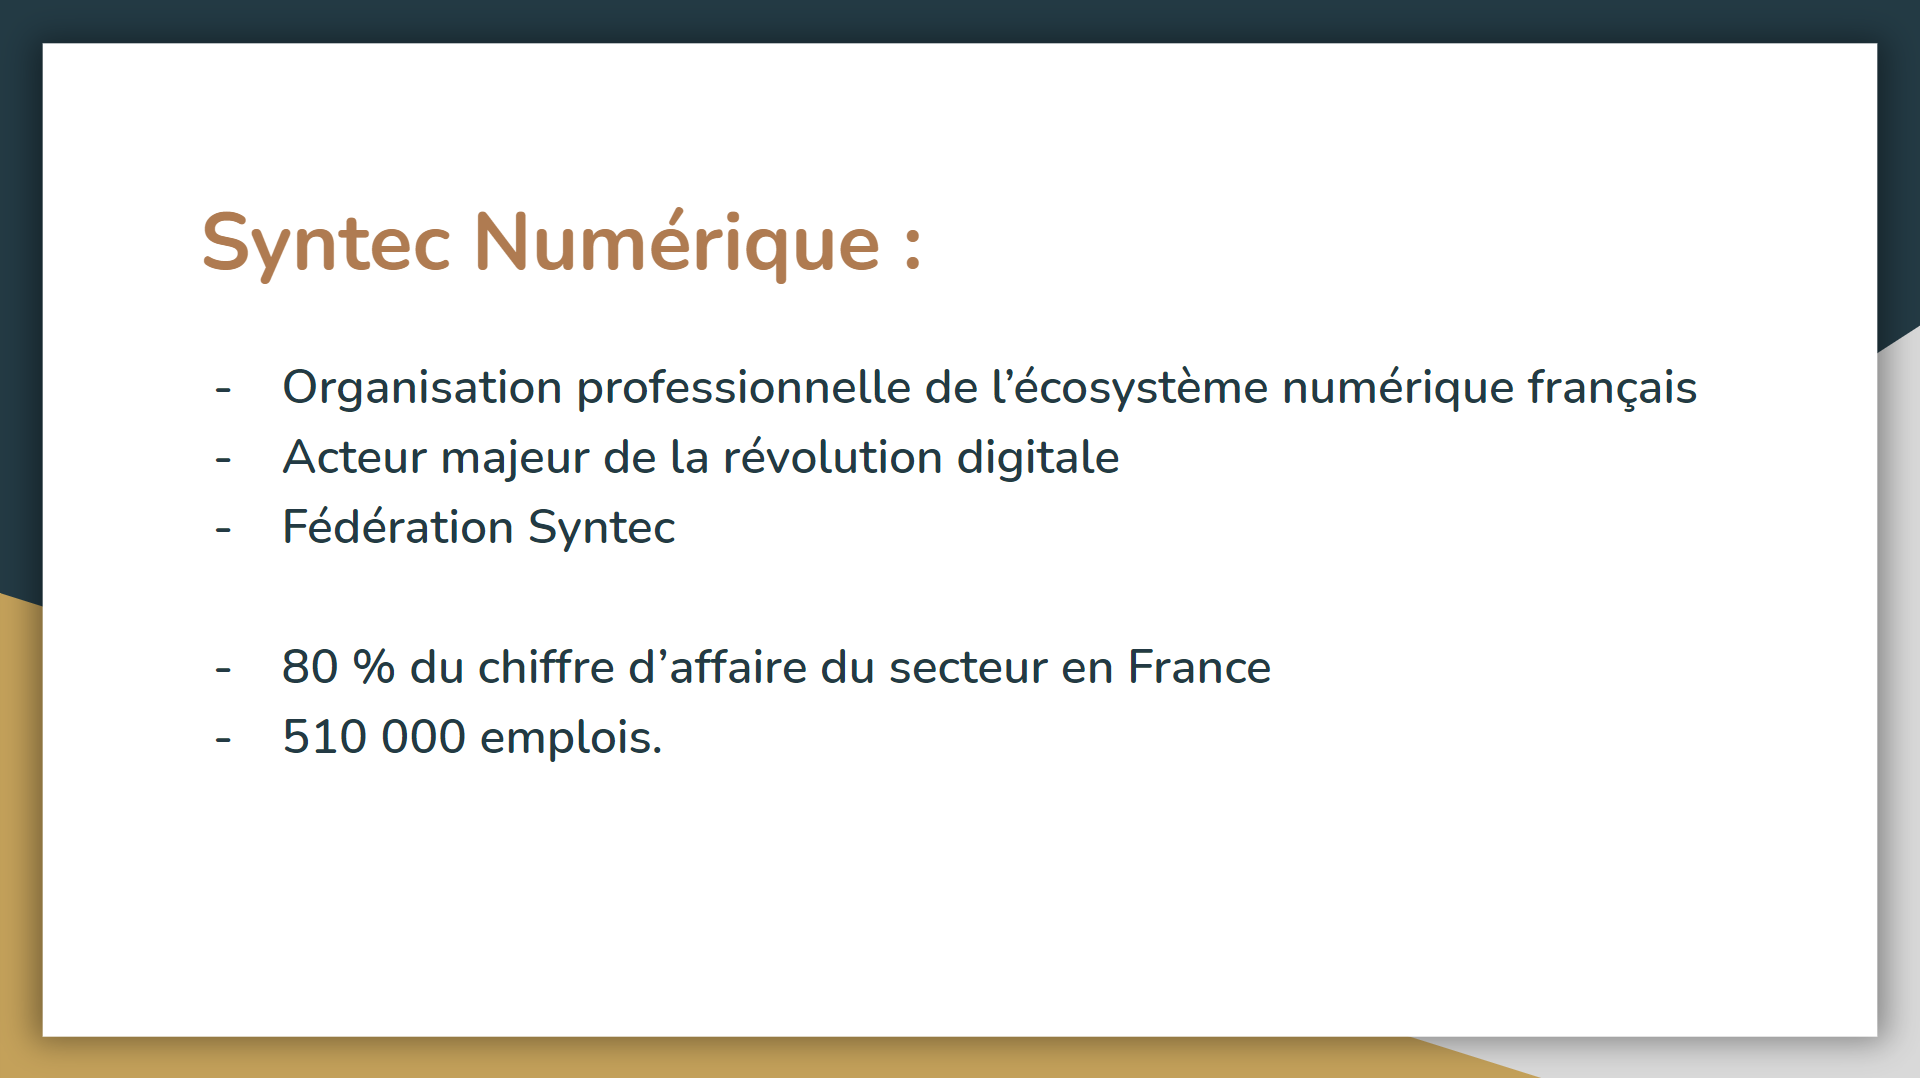 Syntec Numérique :
- Organisation professionnelle de l’écosystème numérique français
- Acteur majeur de la révolution digitale
- Fédération Syntec
- 80 % du chiffre d’affaire du secteur en France
- 510 000 emplois.